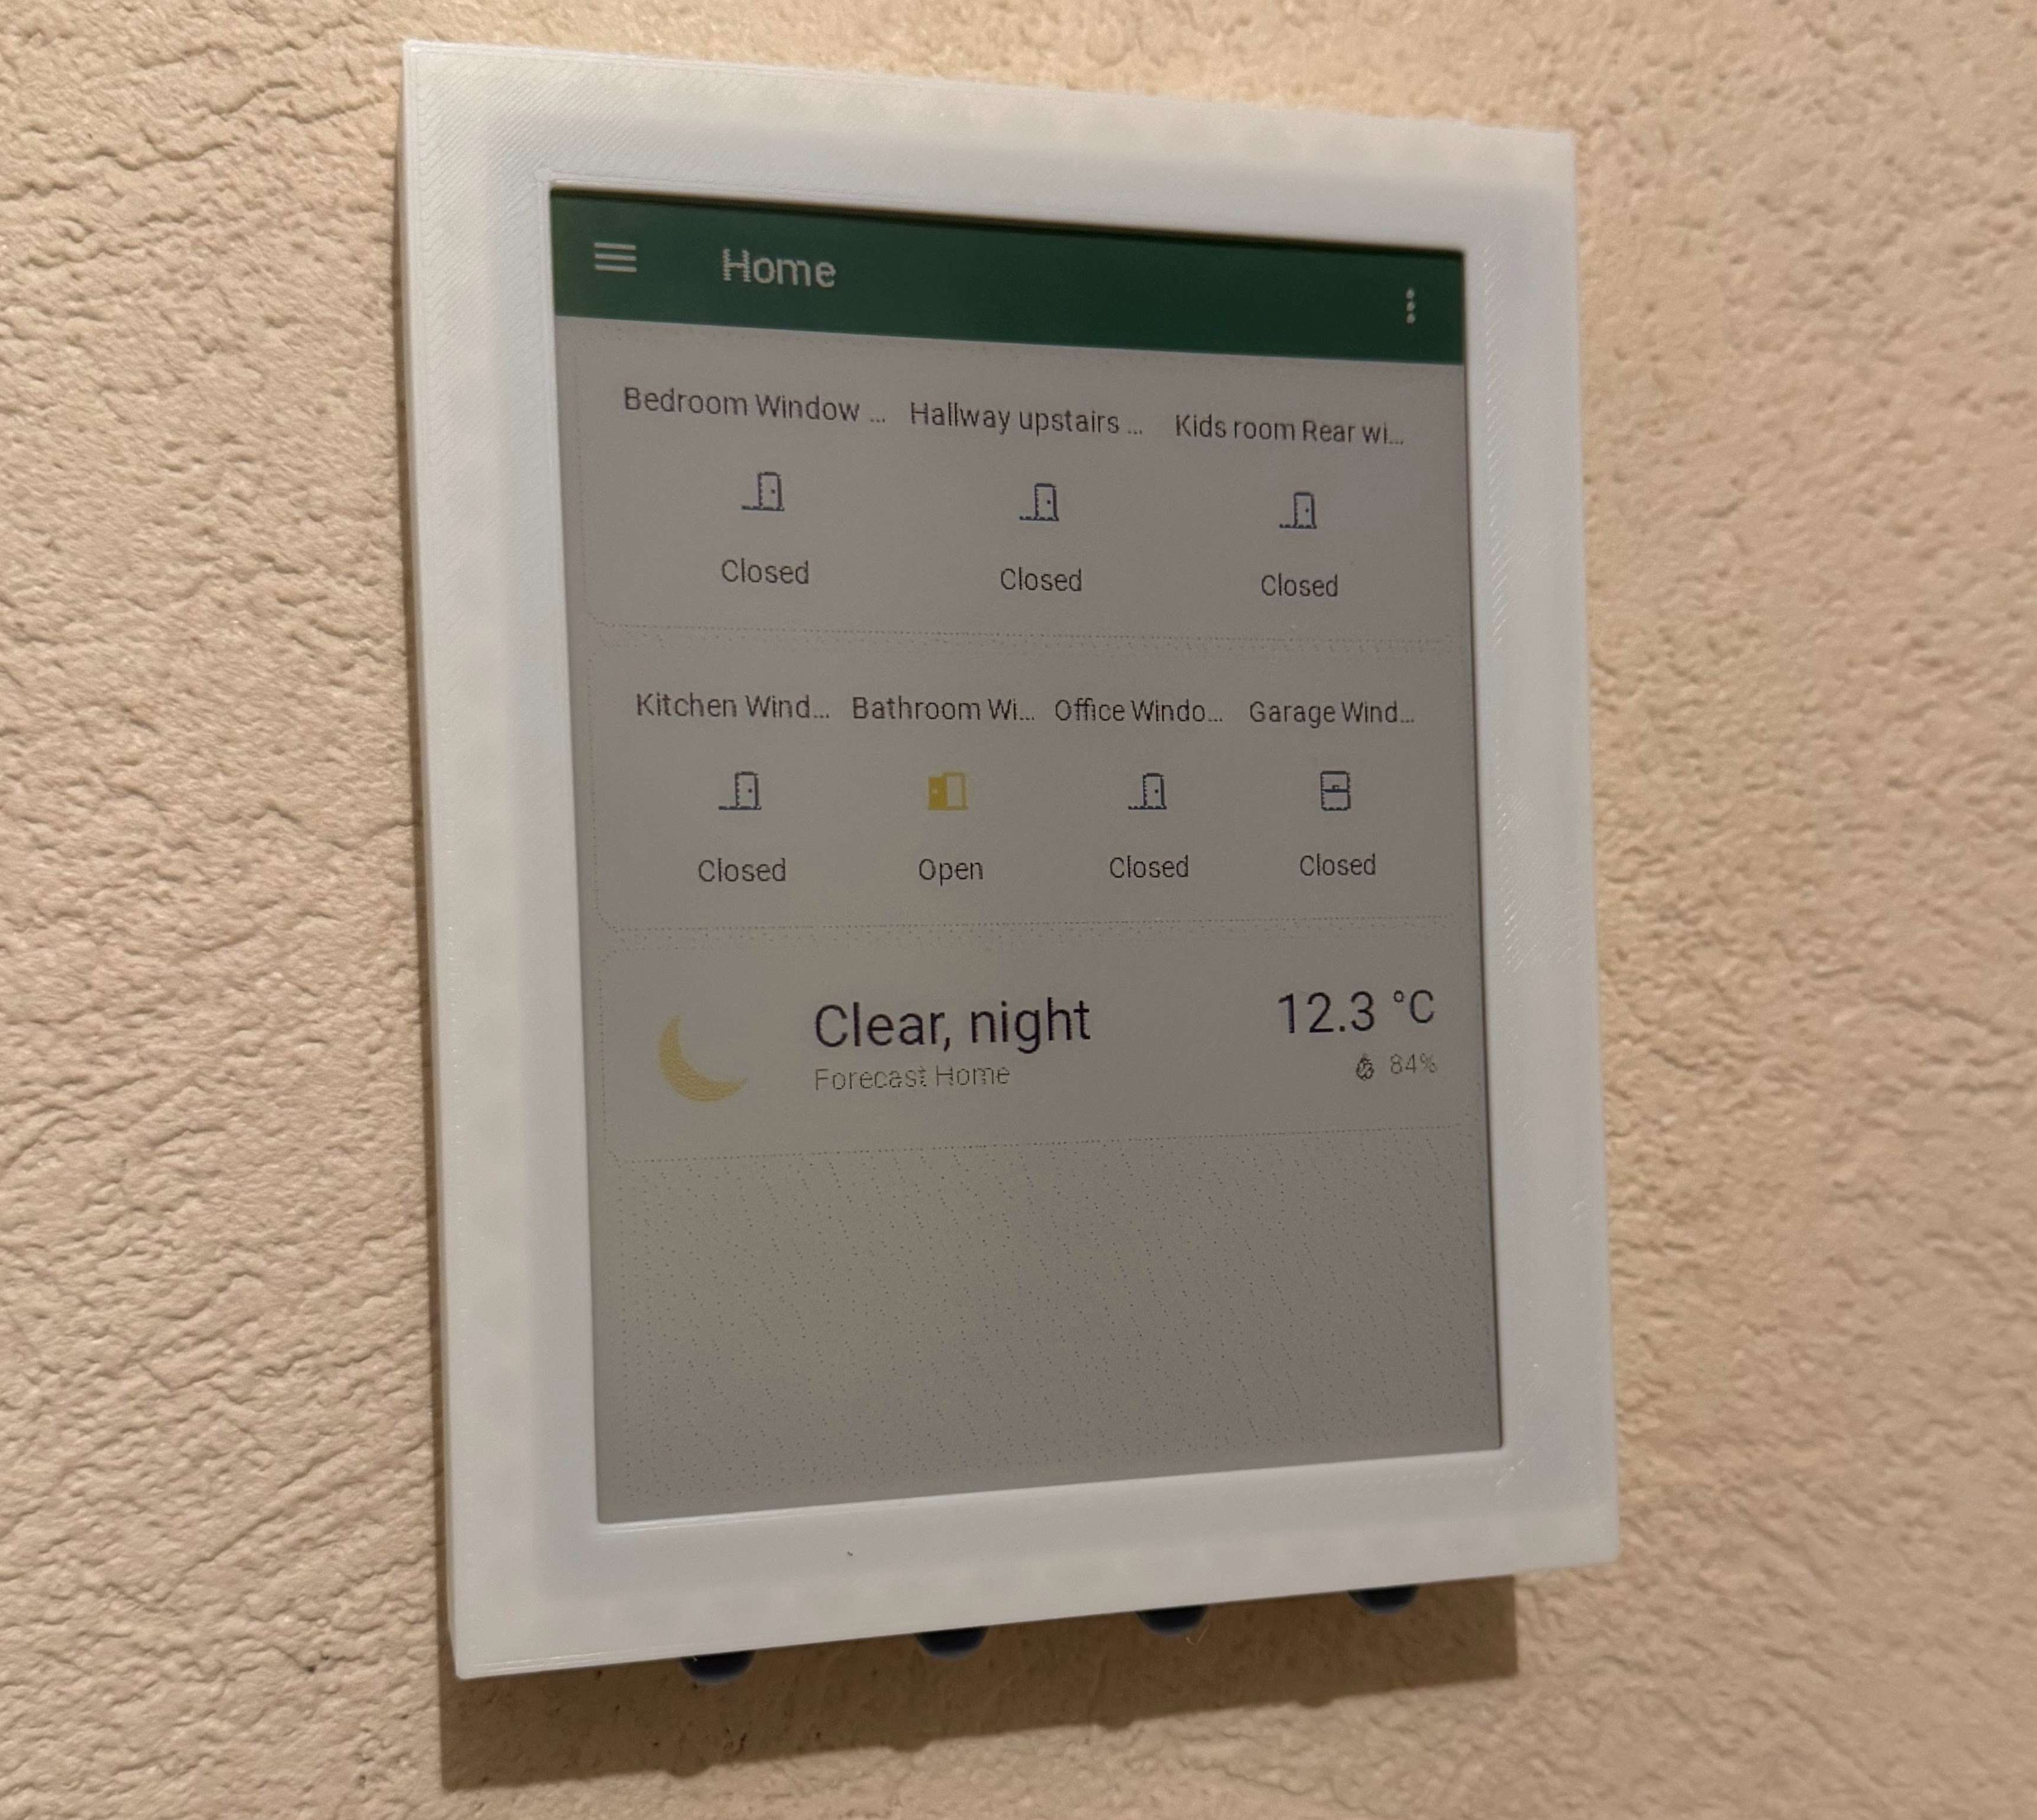 Home
Bedroom Window ... Hallway upstairs ... Kids room Rear wi...
Closed Closed Closed
Kitchen Wind... Bathroom Wi... Office Windo... Garage Wind...
Closed Open Closed Closed
Clear, night 12.3 °C
Forecast Home 84%